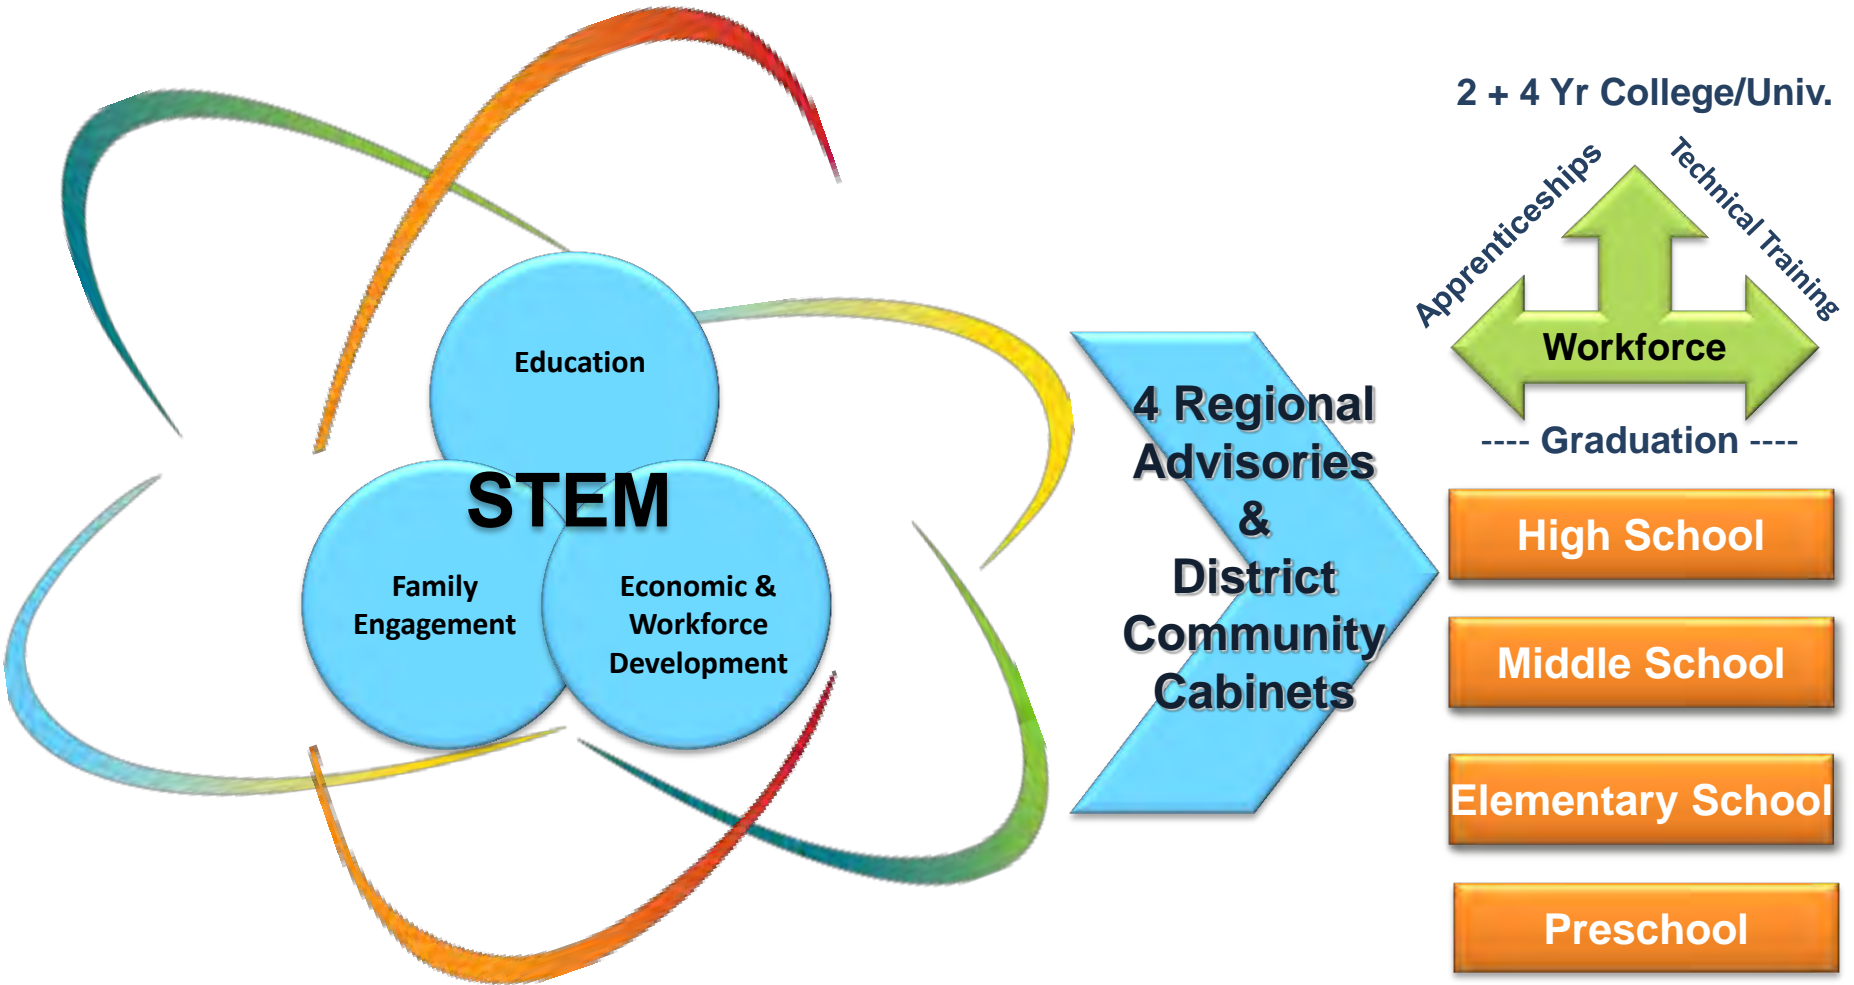 Education
STEM
Family
Engagement
Economic &
Workforce
Development
4 Regional
Advisories
&
District
Community
Cabinets
2 + 4 Yr College/Univ.
Apprenticeships
Technical Training
Workforce
---- Graduation ----
High School
Middle School
Elementary School
Preschool